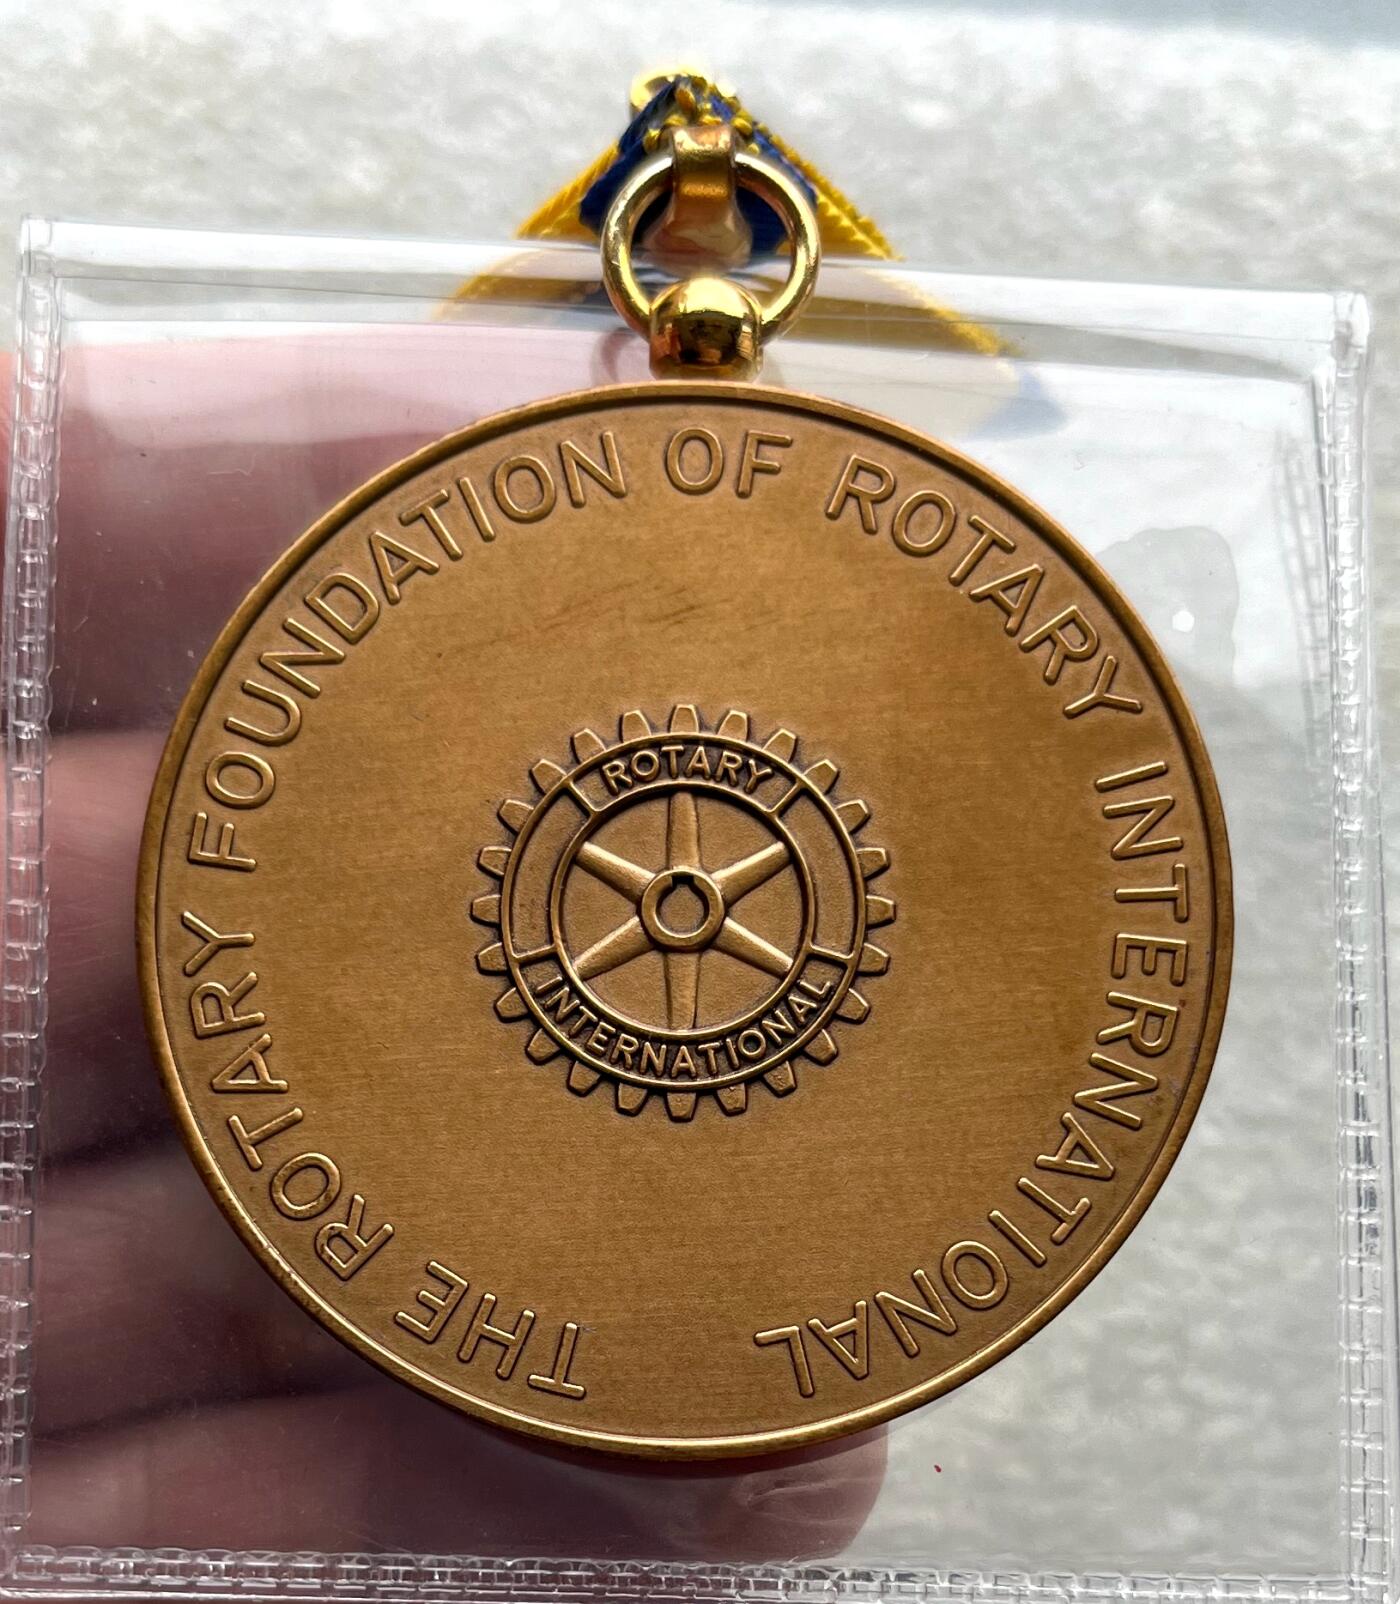 THE ROTARY FOUNDATION OF ROTARY INTERNATIONAL
ROTARY
INTERNATIONAL